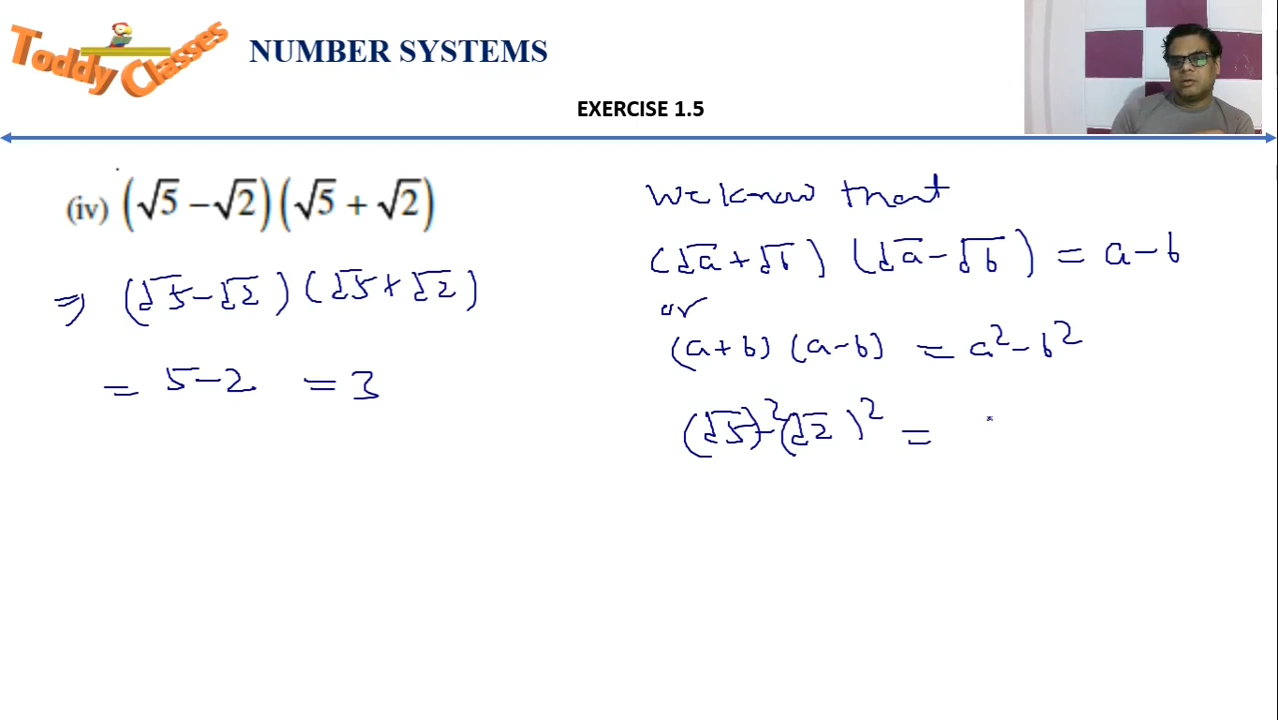 Toddy Classes
NUMBER SYSTEMS
EXERCISE 1.5
(iv) (√5 − √2)(√5 + √2)
⇒ (√5 − √2)(√5 + √2)
= 5 − 2 = 3
We know that
(√a + √b)(√a − √b) = a − b
or
(a + b)(a − b) = a² − b²
(√5)² − (√2)² =